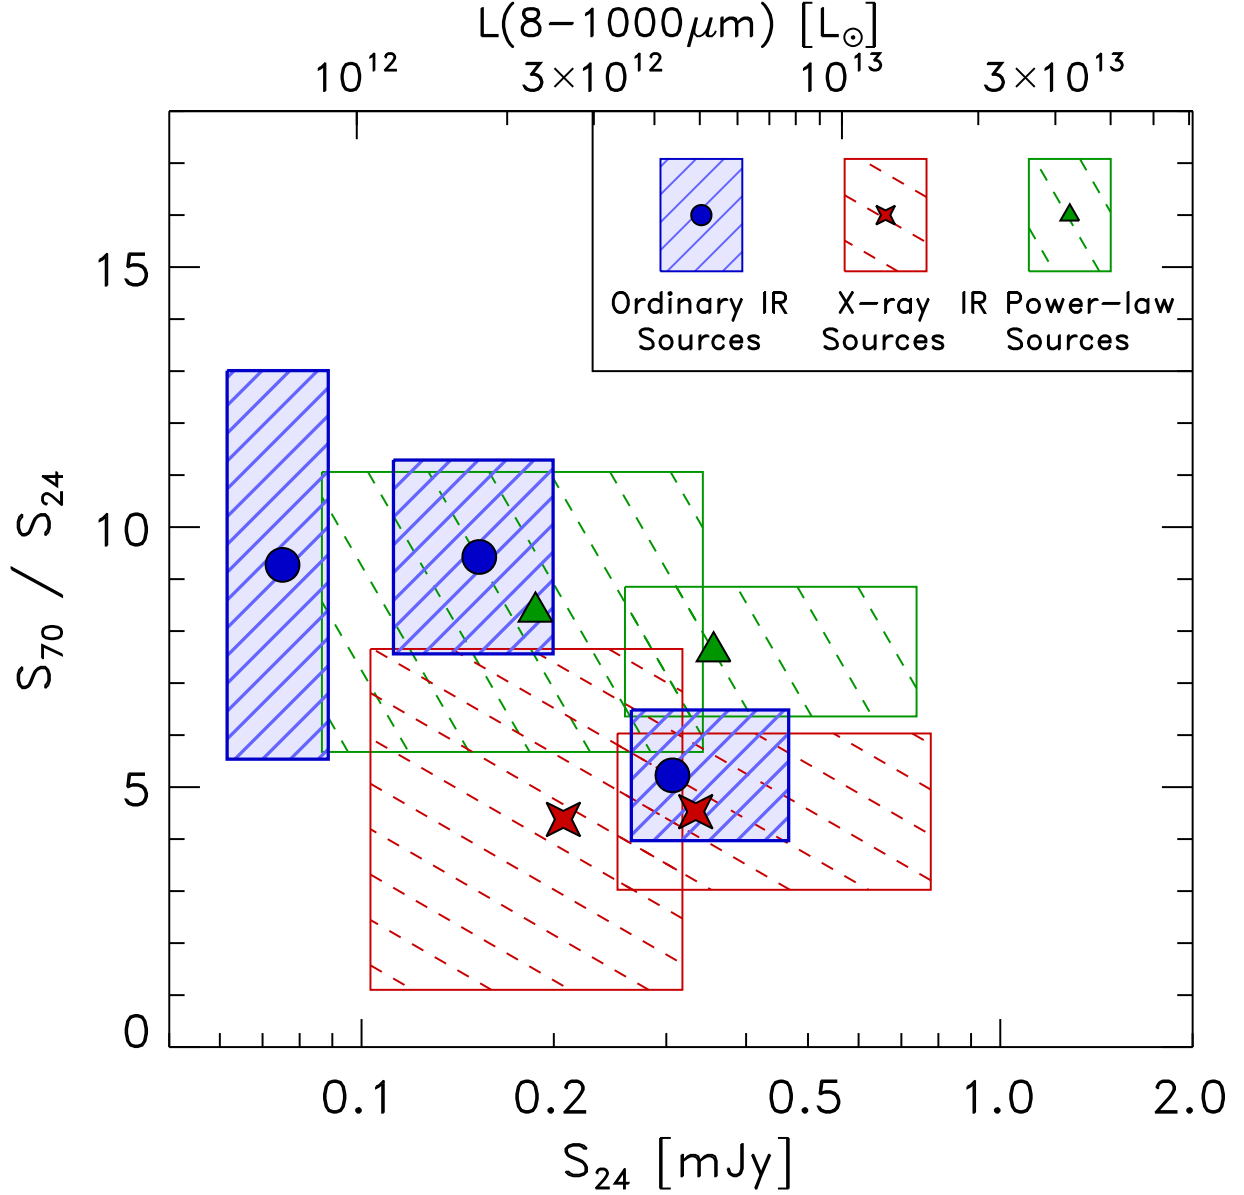 L(8−1000μm) [L☉]
10¹² 3×10¹² 10¹³ 3×10¹³
Ordinary IR Sources
X−ray Sources
IR Power−law Sources
S₇₀ / S₂₄
15
10
5
0
0.1 0.2 0.5 1.0 2.0
S₂₄ [mJy]